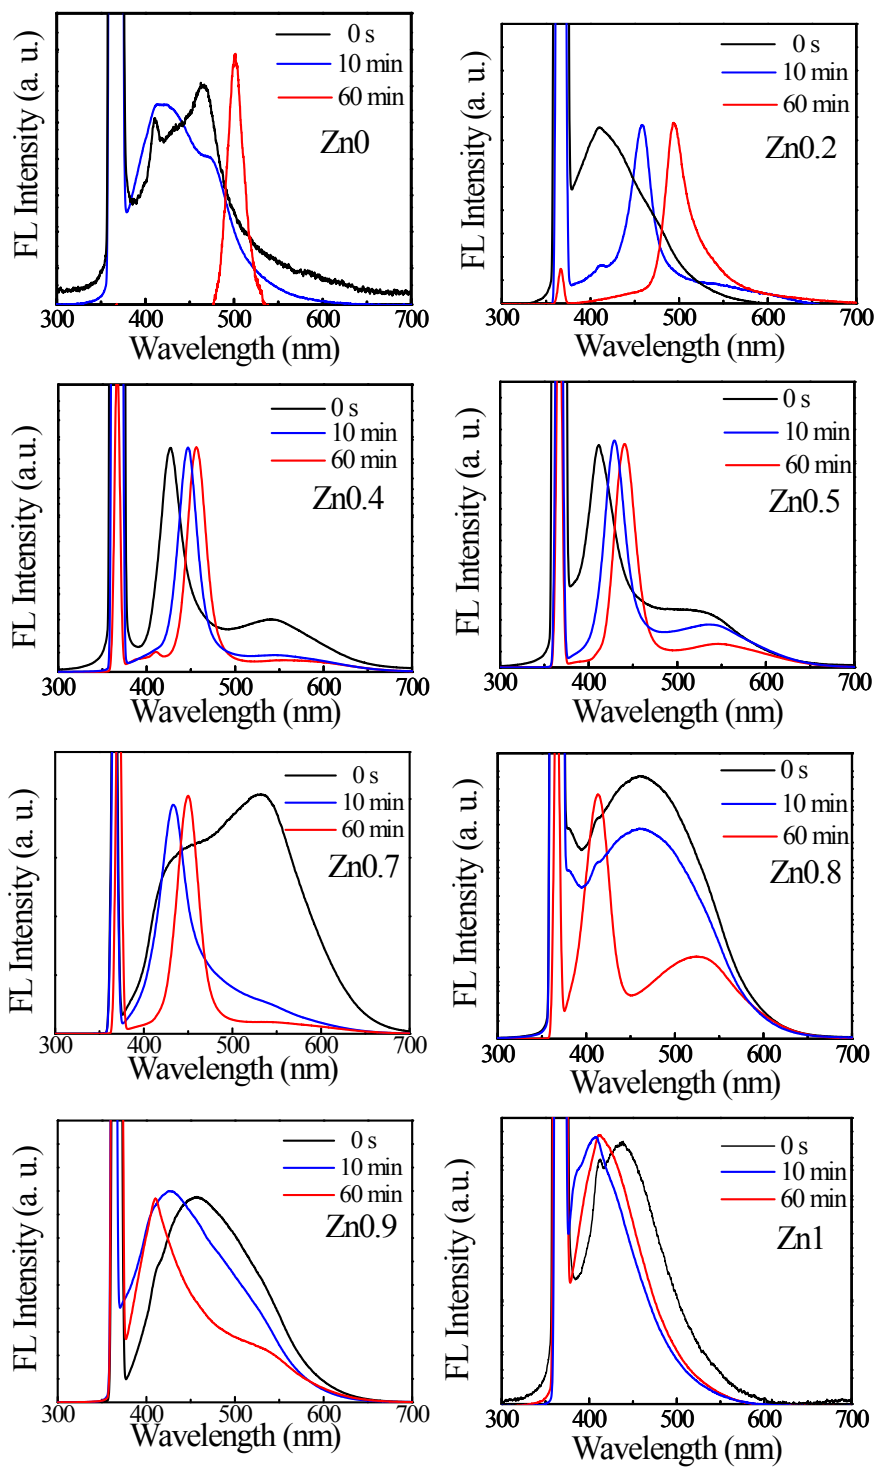 FL Intensity (a. u.)
0 s
10 min
60 min
Zn0
300 400 500 600 700
Wavelength (nm)
FL Intensity (a. u.)
0 s
10 min
60 min
Zn0.2
300 400 500 600 700
Wavelength (nm)
FL Intensity (a.u.)
0 s
10 min
60 min
Zn0.4
300 400 500 600 700
Wavelength (nm)
FL Intensity (a.u.)
0 s
10 min
60 min
Zn0.5
300 400 500 600 700
Wavelength (nm)
FL Intensity (a. u.)
0 s
10 min
60 min
Zn0.7
300 400 500 600 700
Wavelength (nm)
FL Intensity (a. u.)
0 s
10 min
60 min
Zn0.8
300 400 500 600 700
Wavelength (nm)
FL Intensity (a. u.)
0 s
10 min
60 min
Zn0.9
300 400 500 600 700
Wavelength (nm)
FL Intensity (a.u.)
0 s
10 min
60 min
Zn1
300 400 500 600 700
Wavelength (nm)